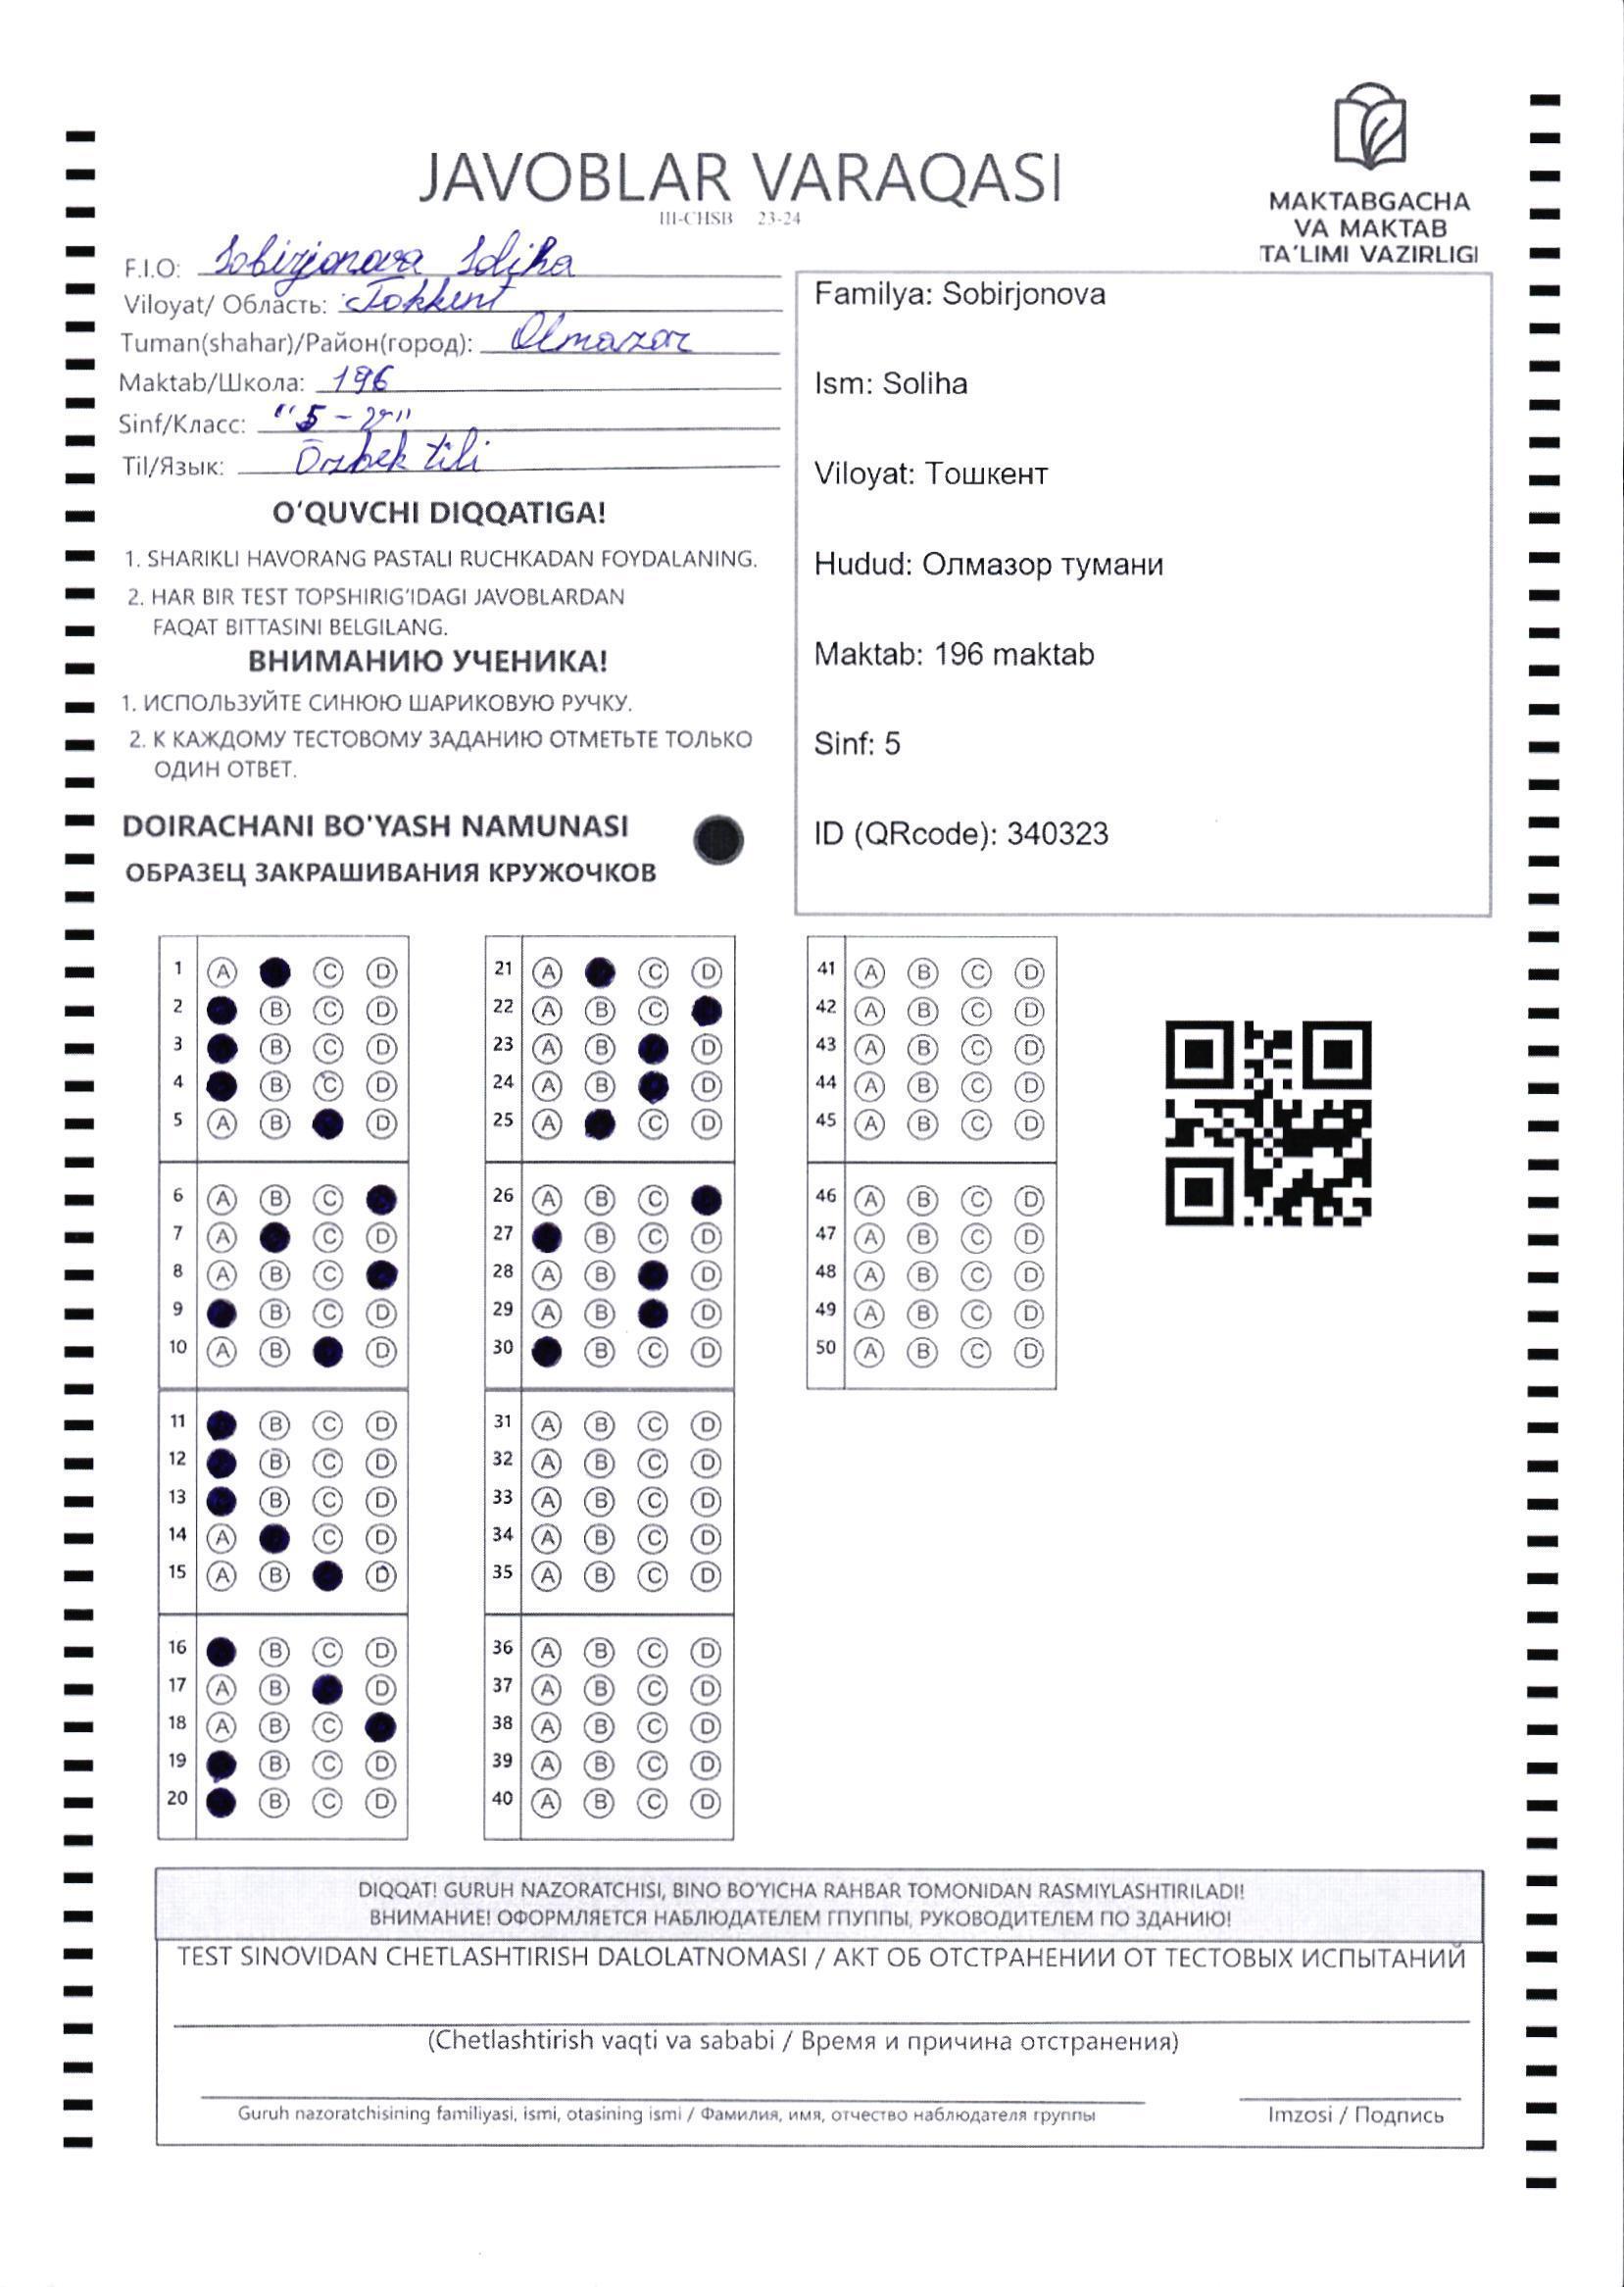 JAVOBLAR VARAQASI
III-CHSB 23-24
MAKTABGACHA
VA MAKTAB
TA'LIMI VAZIRLIGI
F.I.O: Sobirjonova Soliha
Viloyat/ Область: Toshkent
Tuman(shahar)/Район(город): Olmazor
Maktab/Школа: 196
Sinf/Класс: "5 -
Til/Язык: Ozbek tili
O'QUVCHI DIQQATIGA!
1. SHARIKLI HAVORANG PASTALI RUCHKADAN FOYDALANING.
2. HAR BIR TEST TOPSHIRIG'IDAGI JAVOBLARDAN
FAQAT BITTASINI BELGILANG.
ВНИМАНИЮ УЧЕНИКА!
1. ИСПОЛЬЗУЙТЕ СИНЮЮ ШАРИКОВУЮ РУЧКУ.
2. К КАЖДОМУ ТЕСТОВОМУ ЗАДАНИЮ ОТМЕТЬТЕ ТОЛЬКО
ОДИН ОТВЕТ.
DOIRACHANI BO'YASH NAMUNASI
ОБРАЗЕЦ ЗАКРАШИВАНИЯ КРУЖОЧКОВ
Familya: Sobirjonova
Ism: Soliha
Viloyat: Тошкент
Hudud: Олмазор тумани
Maktab: 196 maktab
Sinf: 5
ID (QRcode): 340323
1 A C D
2 B C D
3 B C D
4 B C D
5 A B D
6 A B C
7 A C D
8 A B C
9 B C D
10 A B D
11 B C D
12 B C D
13 B C D
14 A C D
15 A B D
16 B C D
17 A B D
18 A B C
19 B C D
20 B C D
21 A C D
22 A B C
23 A B D
24 A B D
25 A C D
26 A B C
27 B C D
28 A B D
29 A B D
30 B C D
31 A B C D
32 A B C D
33 A B C D
34 A B C D
35 A B C D
36 A B C D
37 A B C D
38 A B C D
39 A B C D
40 A B C D
41 A B C D
42 A B C D
43 A B C D
44 A B C D
45 A B C D
46 A B C D
47 A B C D
48 A B C D
49 A B C D
50 A B C D
DIQQAT! GURUH NAZORATCHISI, BINO BO'YICHA RAHBAR TOMONIDAN RASMIYLASHTIRILADI!
ВНИМАНИЕ! ОФОРМЛЯЕТСЯ НАБЛЮДАТЕЛЕМ ГПУППЫ, РУКОВОДИТЕЛЕМ ПО ЗДАНИЮ!
TEST SINOVIDAN CHETLASHTIRISH DALOLATNOMASI / АКТ ОБ ОТСТРАНЕНИИ ОТ ТЕСТОВЫХ ИСПЫТАНИЙ
(Chetlashtirish vaqti va sababi / Время и причина отстранения)
Guruh nazoratchisining familiyasi, ismi, otasining ismi / Фамилия, имя, отчество наблюдателя группы
Imzosi / Подпись